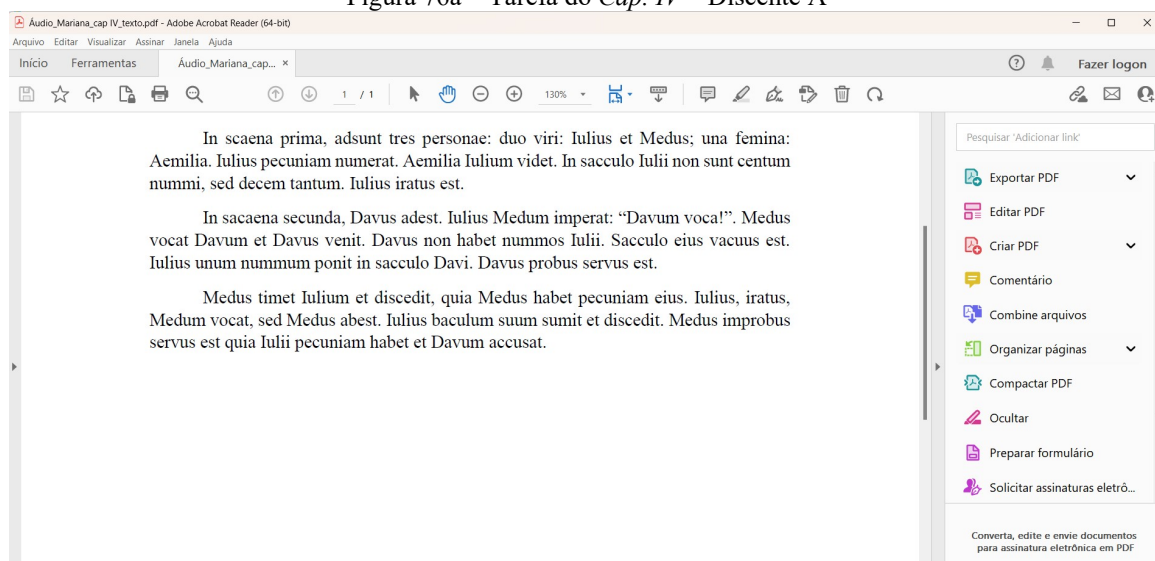 Figura 76a – Tarefa do Cap. IV – Discente A
Áudio_Mariana_cap IV_texto.pdf - Adobe Acrobat Reader (64-bit)
Arquivo Editar Visualizar Assinar Janela Ajuda
Início Ferramentas Áudio_Mariana_cap... × Fazer logon
1 / 1 130%
In scaena prima, adsunt tres personae: duo viri: Iulius et Medus; una femina:
Aemilia. Iulius pecuniam numerat. Aemilia Iulium videt. In sacculo Iulii non sunt centum
nummi, sed decem tantum. Iulius iratus est.
In sacaena secunda, Davus adest. Iulius Medum imperat: “Davum voca!”. Medus
vocat Davum et Davus venit. Davus non habet nummos Iulii. Sacculo eius vacuus est.
Iulius unum nummum ponit in sacculo Davi. Davus probus servus est.
Medus timet Iulium et discedit, quia Medus habet pecuniam eius. Iulius, iratus,
Medum vocat, sed Medus abest. Iulius baculum suum sumit et discedit. Medus improbus
servus est quia Iulii pecuniam habet et Davum accusat.
Pesquisar 'Adicionar link'
Exportar PDF
Editar PDF
Criar PDF
Comentário
Combine arquivos
Organizar páginas
Compactar PDF
Ocultar
Preparar formulário
Solicitar assinaturas eletrô...
Converta, edite e envie documentos
para assinatura eletrônica em PDF